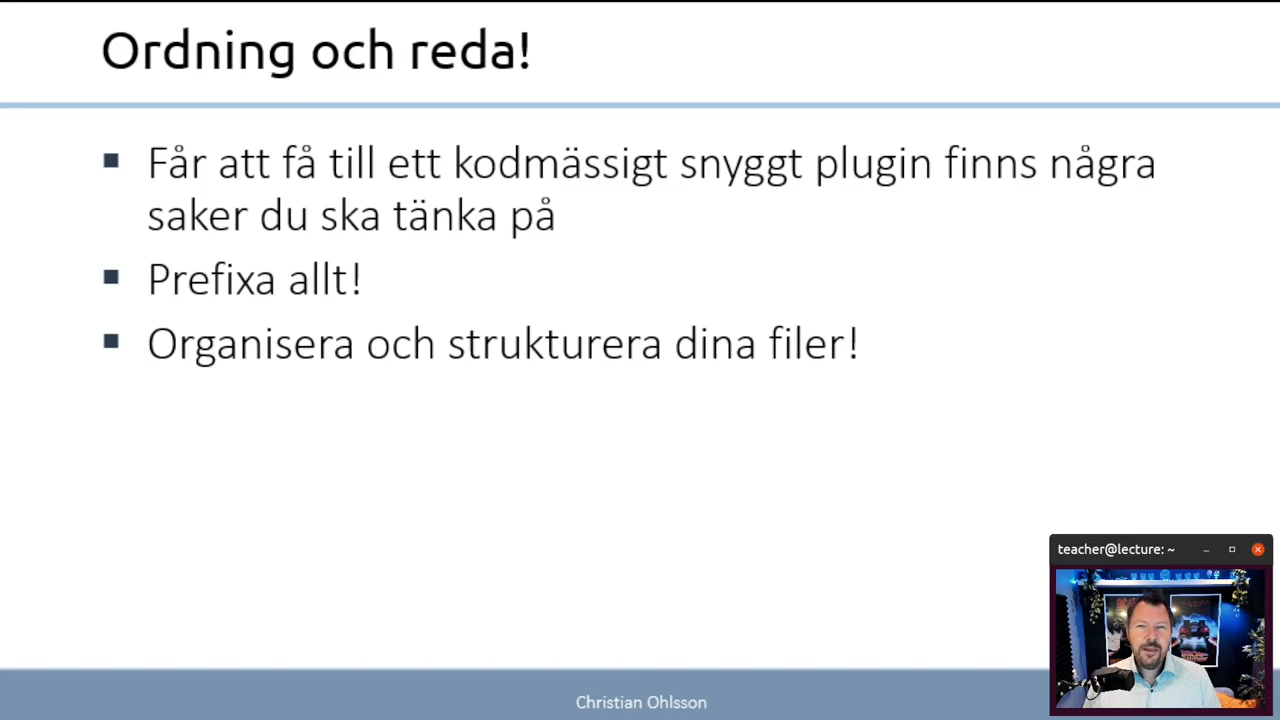 Ordning och reda!
Får att få till ett kodmässigt snyggt plugin finns några
saker du ska tänka på
Prefixa allt!
Organisera och strukturera dina filer!
teacher@lecture: ~
Christian Ohlsson